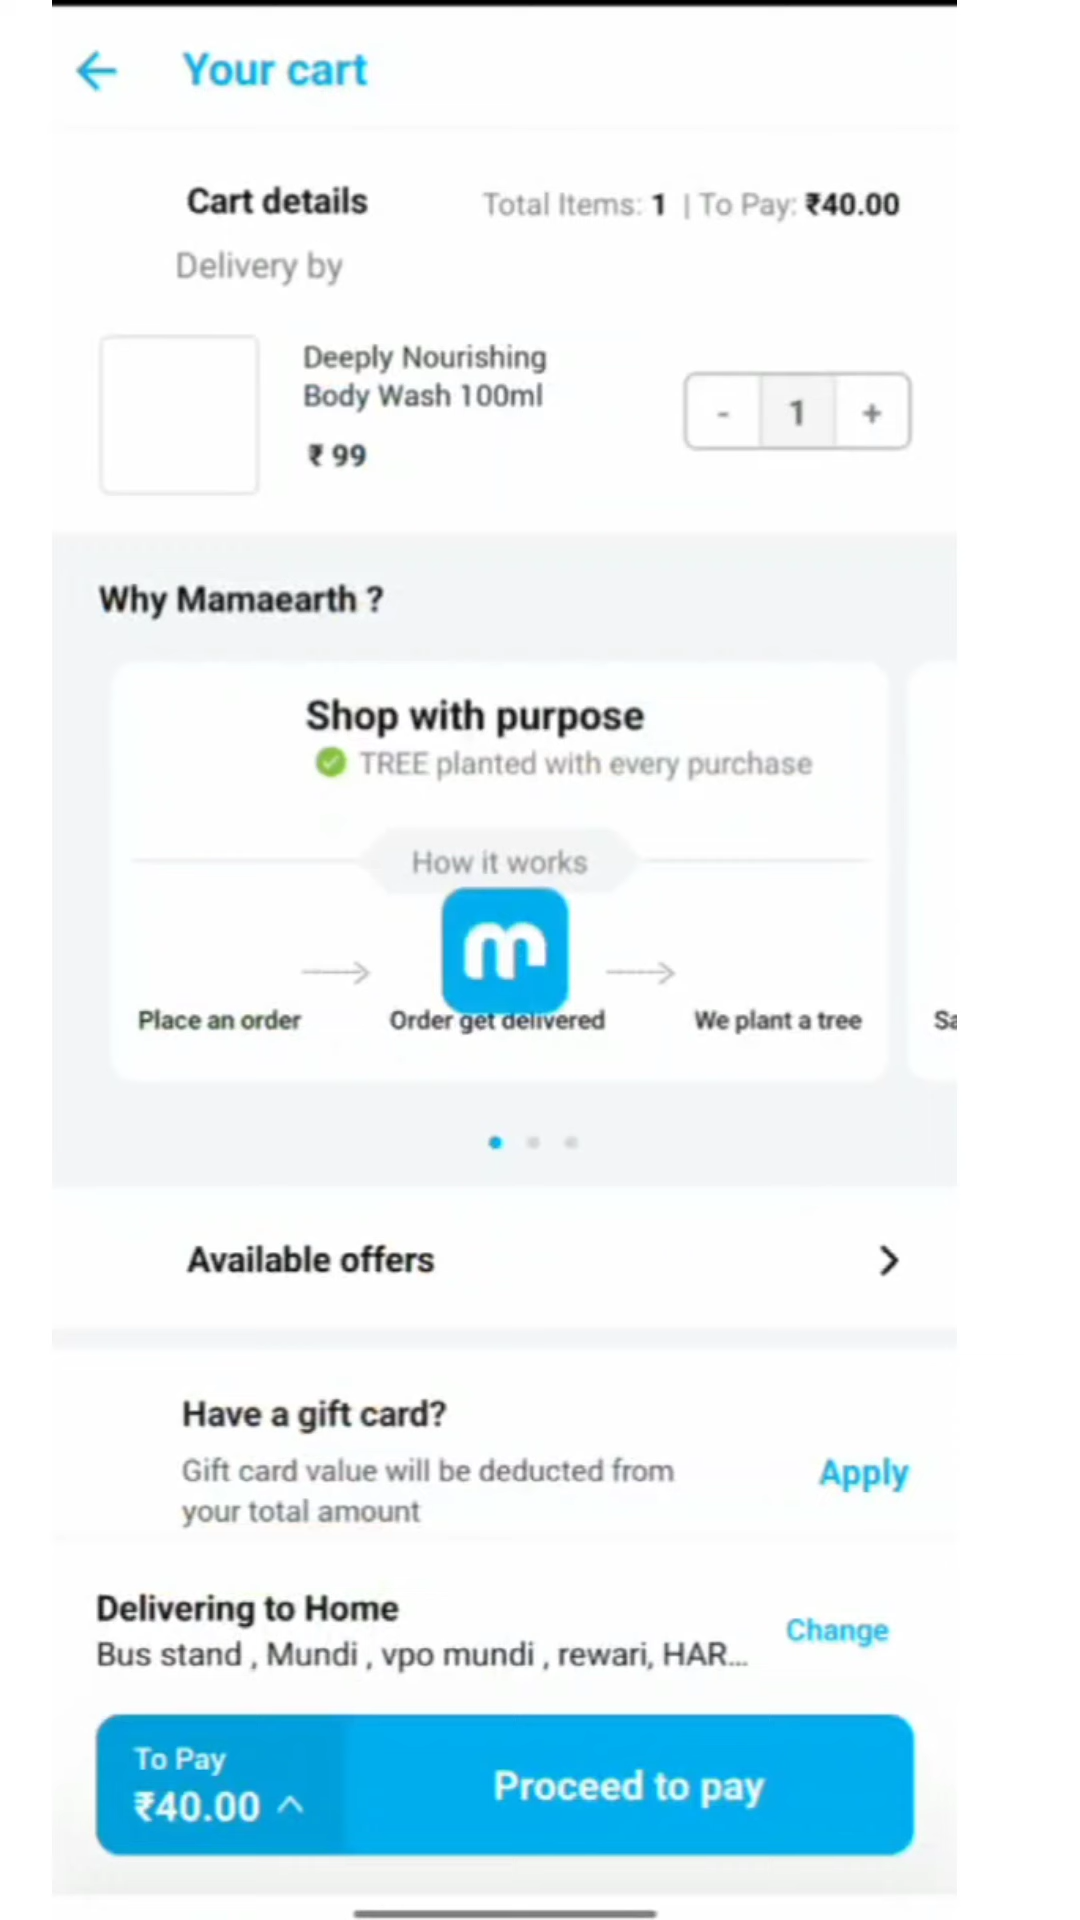 Your cart
Cart details
Total Items: 1 | To Pay: ₹40.00
Delivery by
Deeply Nourishing
Body Wash 100ml
₹ 99
- 1 +
Why Mamaearth ?
Shop with purpose
TREE planted with every purchase
How it works
m
Place an order
Order get delivered
We plant a tree
Sa
Available offers
Have a gift card?
Gift card value will be deducted from
your total amount
Apply
Delivering to Home
Bus stand , Mundi , vpo mundi , rewari, HAR...
Change
To Pay
₹40.00
Proceed to pay